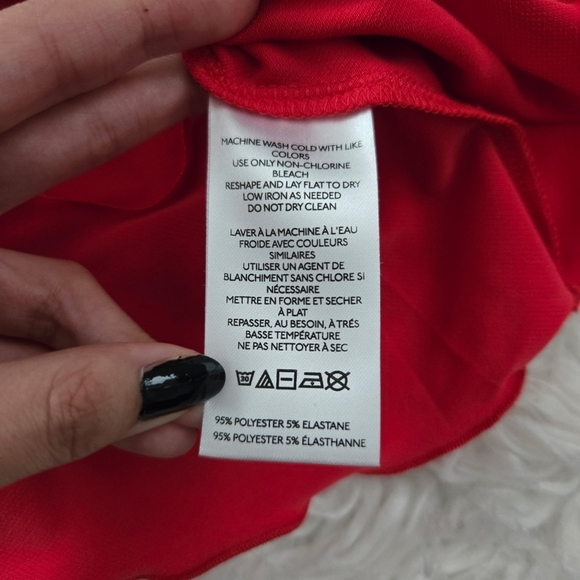 MACHINE WASH COLD WITH LIKE
COLORS
USE ONLY NON-CHLORINE
BLEACH
RESHAPE AND LAY FLAT TO DRY
LOW IRON AS NEEDED
DO NOT DRY CLEAN
LAVER À LA MACHINE À L'EAU
FROIDE AVEC COULEURS
SIMILAIRES
UTILISER UN AGENT DE
BLANCHIMENT SANS CHLORE SI
NÉCESSAIRE
METTRE EN FORME ET SECHER
À PLAT
REPASSER, AU BESOIN, À TRÉS
BASSE TEMPÉRATURE
NE PAS NETTOYER À SEC
30
95% POLYESTER 5% ELASTANE
95% POLYESTER 5% ÉLASTHANNE